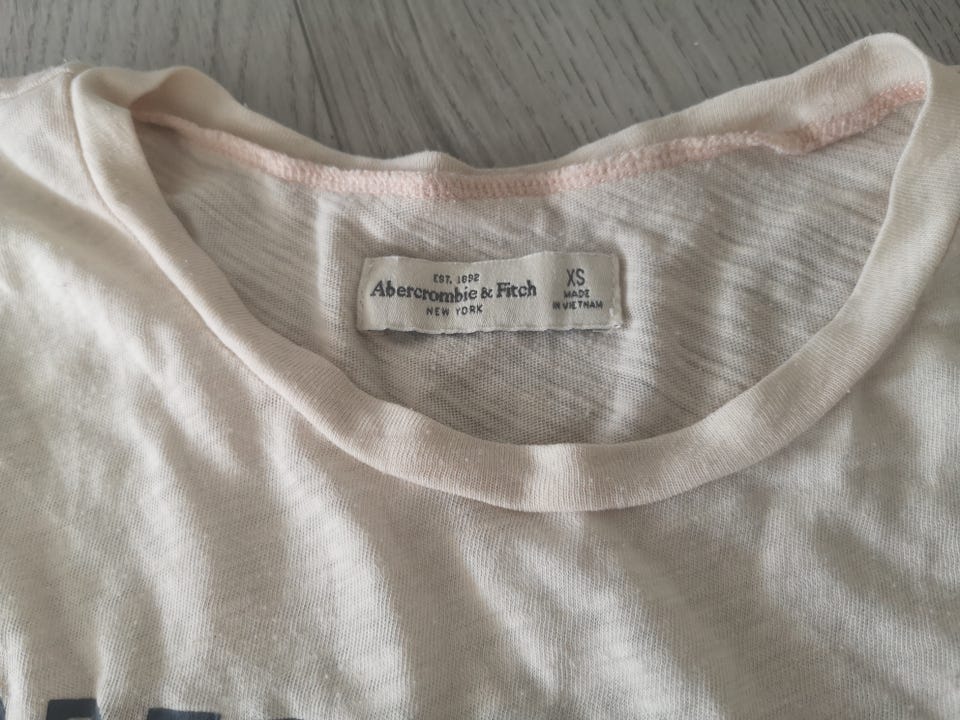 EST. 1892
Abercrombie & Fitch
NEW YORK
XS
MADE
IN VIETNAM